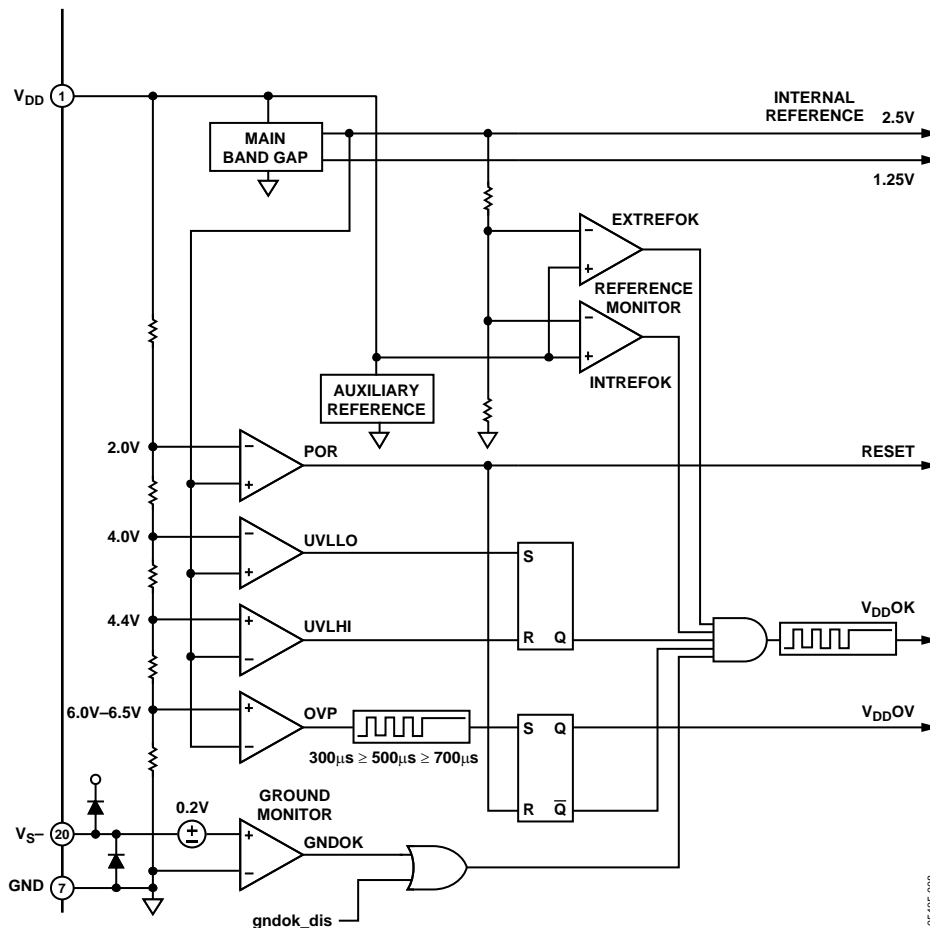 VDD 1
INTERNAL
REFERENCE 2.5V
MAIN
BAND GAP
1.25V
EXTREFOK
−
+
REFERENCE
MONITOR
−
+
INTREFOK
AUXILIARY
REFERENCE
2.0V − POR RESET
+
4.0V − UVLLO S
+
4.4V + UVLHI R Q VDDOK
−
6.0V–6.5V + OVP S Q VDDOV
−
300µs ≥ 500µs ≥ 700µs
R Q̅
GROUND
MONITOR
0.2V
VS− 20 + GNDOK
−
GND 7
gndok_dis